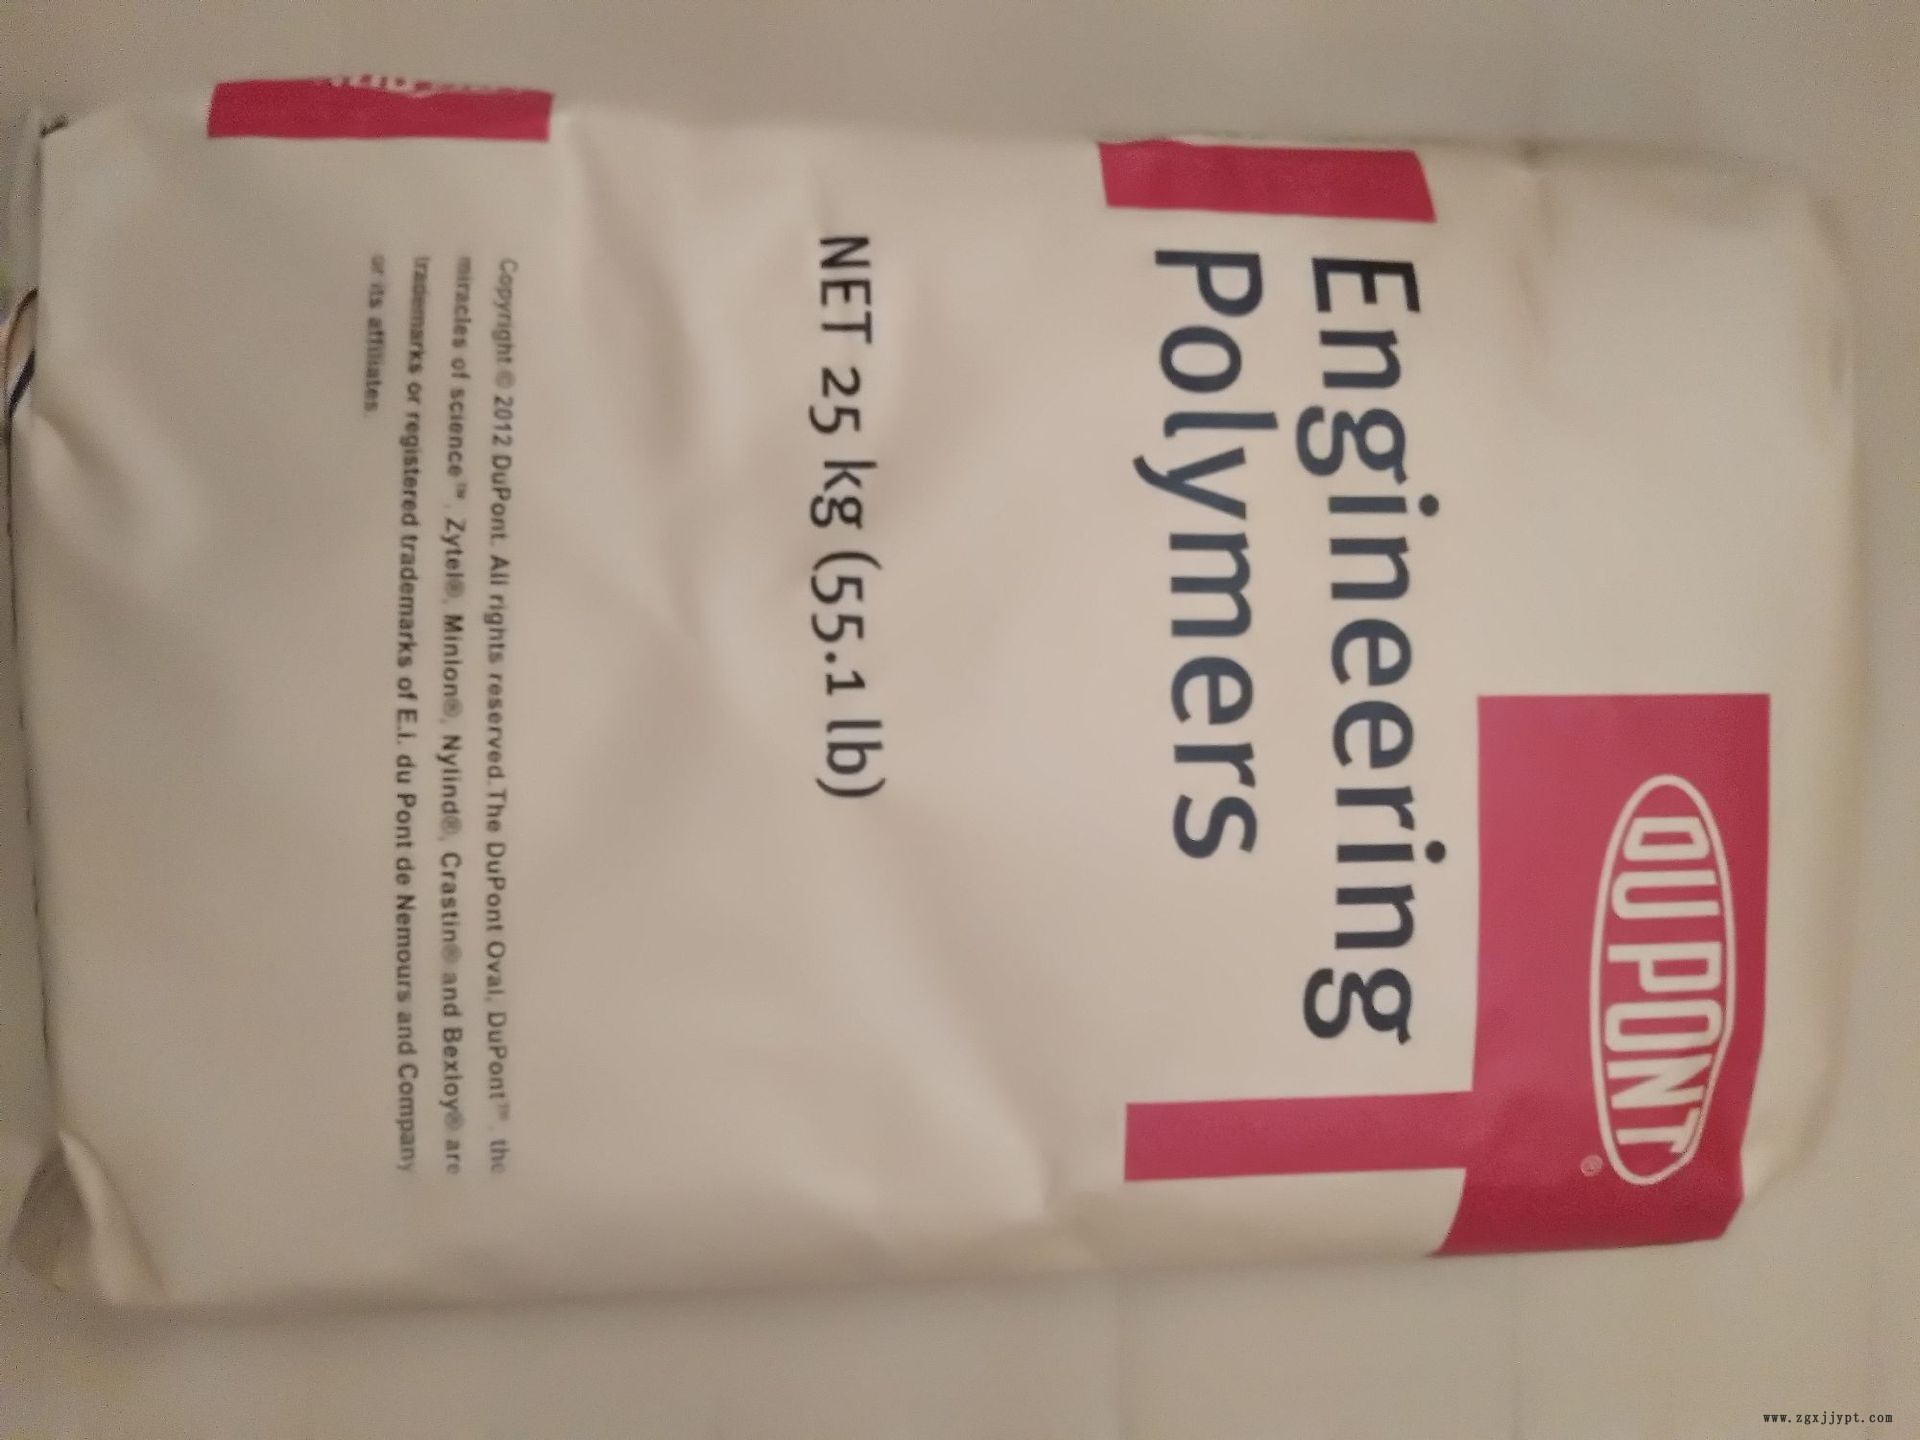 DU PONT
®
Engineering
Polymers
NET 25 kg (55.1 lb)
Copyright © 2012 DuPont. All rights reserved.The DuPont Oval, DuPont™, the
miracles of science™, Zytel®, Minlon®, Nylind®, Crastin® and Bexloy® are
trademarks or registered trademarks of E.I. du Pont de Nemours and Company
or its affiliates.
www.zgxjjypt.com